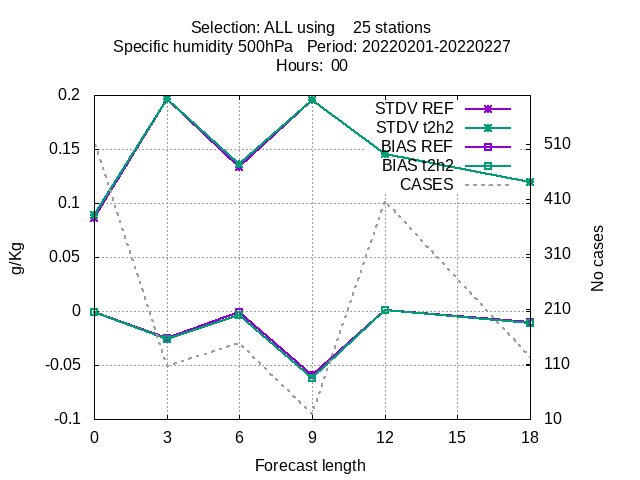 Selection: ALL using    25 stations
Specific humidity 500hPa   Period: 20220201-20220227
Hours:  00
STDV REF
STDV t2h2
BIAS REF
BIAS t2h2
CASES
0.2
0.15
0.1
0.05
0
-0.05
-0.1
g/Kg
510
410
310
210
110
10
No cases
0 3 6 9 12 15 18
Forecast length